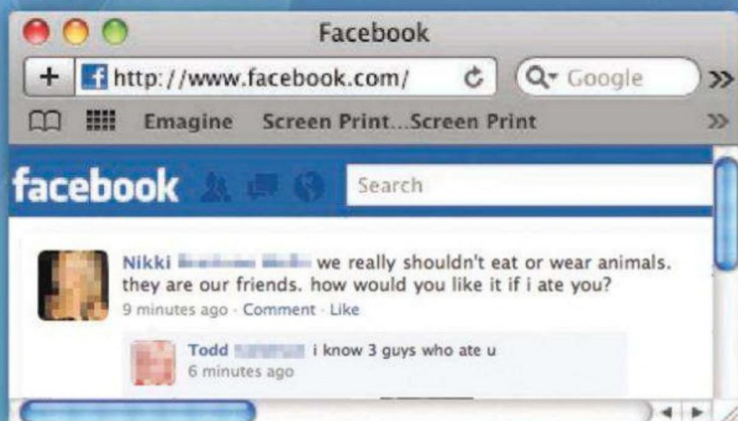 Facebook
+ http://www.facebook.com/ Google »
Emagine Screen Print...Screen Print »
facebook Search
Nikki we really shouldn't eat or wear animals.
they are our friends. how would you like it if i ate you?
9 minutes ago · Comment · Like
Todd i know 3 guys who ate u
6 minutes ago